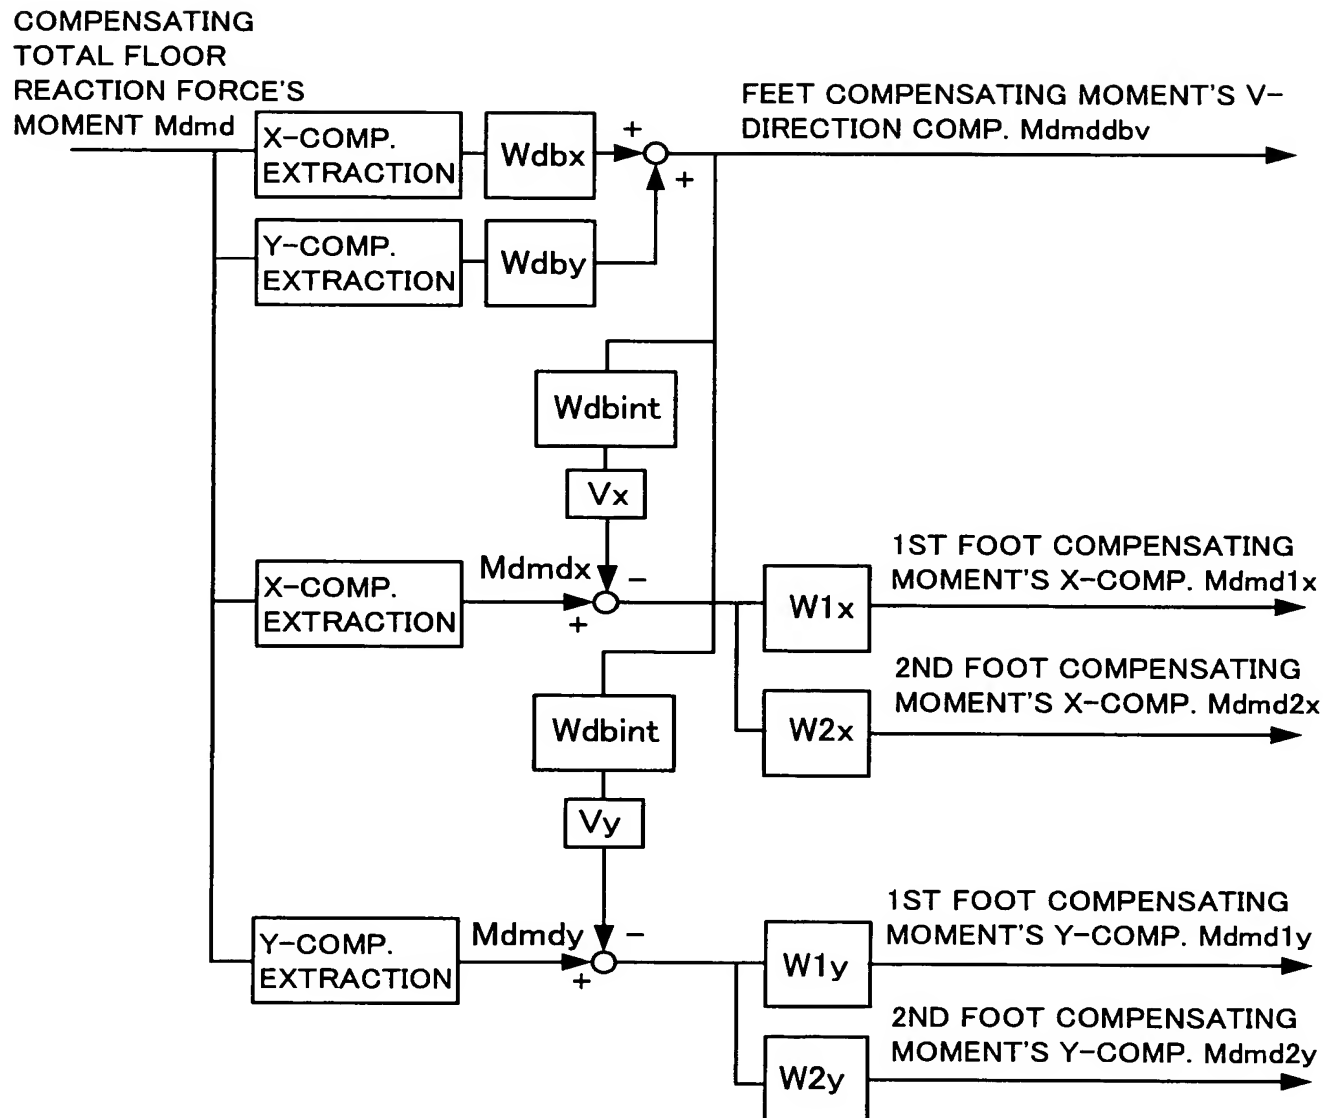 COMPENSATING
TOTAL FLOOR
REACTION FORCE'S
MOMENT Mdmd
X-COMP.
EXTRACTION
Wdbx
+
+
FEET COMPENSATING MOMENT'S V-
DIRECTION COMP. Mdmddbv
Y-COMP.
EXTRACTION
Wdby
Wdbint
Vx
X-COMP.
EXTRACTION
Mdmdx
-
+
W1x
1ST FOOT COMPENSATING
MOMENT'S X-COMP. Mdmd1x
W2x
2ND FOOT COMPENSATING
MOMENT'S X-COMP. Mdmd2x
Wdbint
Vy
Y-COMP.
EXTRACTION
Mdmdy
-
+
W1y
1ST FOOT COMPENSATING
MOMENT'S Y-COMP. Mdmd1y
W2y
2ND FOOT COMPENSATING
MOMENT'S Y-COMP. Mdmd2y